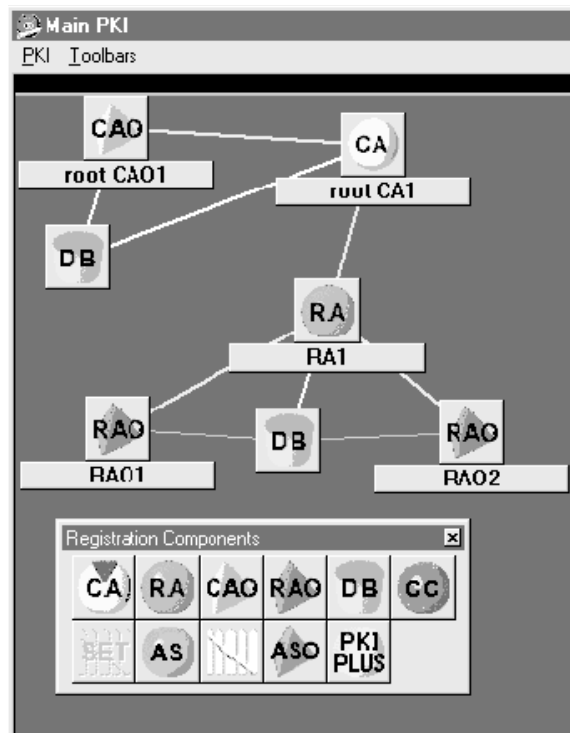 Main PKI
PKI Toolbars
CAO
CA
root CAO1
root CA1
DB
RA
RA1
RAO
DB
RAO
RAO1
RAO2
Registration Components
CA RA CAO RAO DB CC
SET AS ASO PKI PLUS